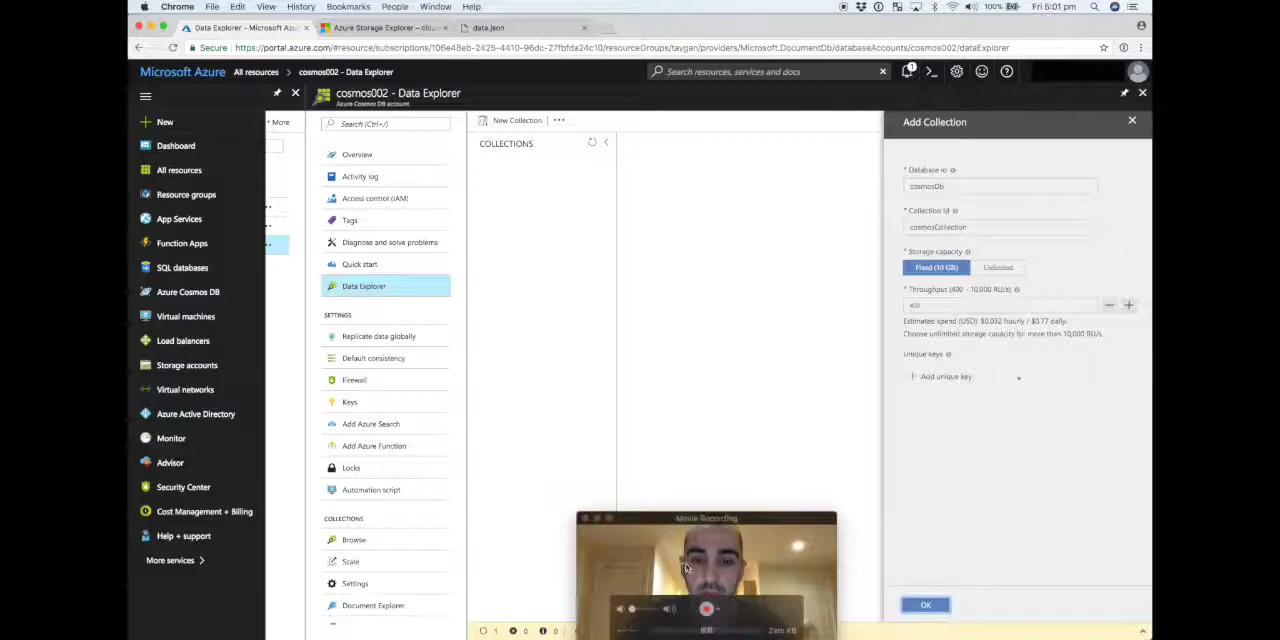 Chrome File Edit View History Bookmarks People Window Help 100% Fri 5:01 pm
Data Explorer - Microsoft Az Azure Storage Explorer – data.json
Secure https://portal.azure.com/#resource/subscriptions/106e48eb-2425-4410-96dc-27fbfda24c10/resourceGroups/taygan/providers/Microsoft.DocumentDb/databaseAccounts/cosmos002/dataExplorer
Microsoft Azure All resources > cosmos002 - Data Explorer
Search resources, services and docs
1
cosmos002 - Data Explorer
Azure Cosmos DB account
New
Dashboard
All resources
Resource groups
App Services
Function Apps
SQL databases
Azure Cosmos DB
Virtual machines
Load balancers
Storage accounts
Virtual networks
Azure Active Directory
Monitor
Advisor
Security Center
Cost Management + Billing
Help + support
More services >
More
Search (Ctrl+/)
Overview
Activity log
Access control (IAM)
Tags
Diagnose and solve problems
Quick start
Data Explorer
SETTINGS
Replicate data globally
Default consistency
Firewall
Keys
Add Azure Search
Add Azure Function
Locks
Automation script
COLLECTIONS
Browse
Scale
Settings
Document Explorer
New Collection
COLLECTIONS
Add Collection
* Database id
cosmosDb
* Collection Id
cosmosCollection
* Storage capacity
Fixed (10 GB) Unlimited
* Throughput (400 - 10,000 RU/s)
400
Estimated spend (USD): $0.032 hourly / $0.77 daily.
Choose unlimited storage capacity for more than 10,000 RU/s.
Unique keys
Add unique key
OK
Movie Recording
Zero KB
1 0 0